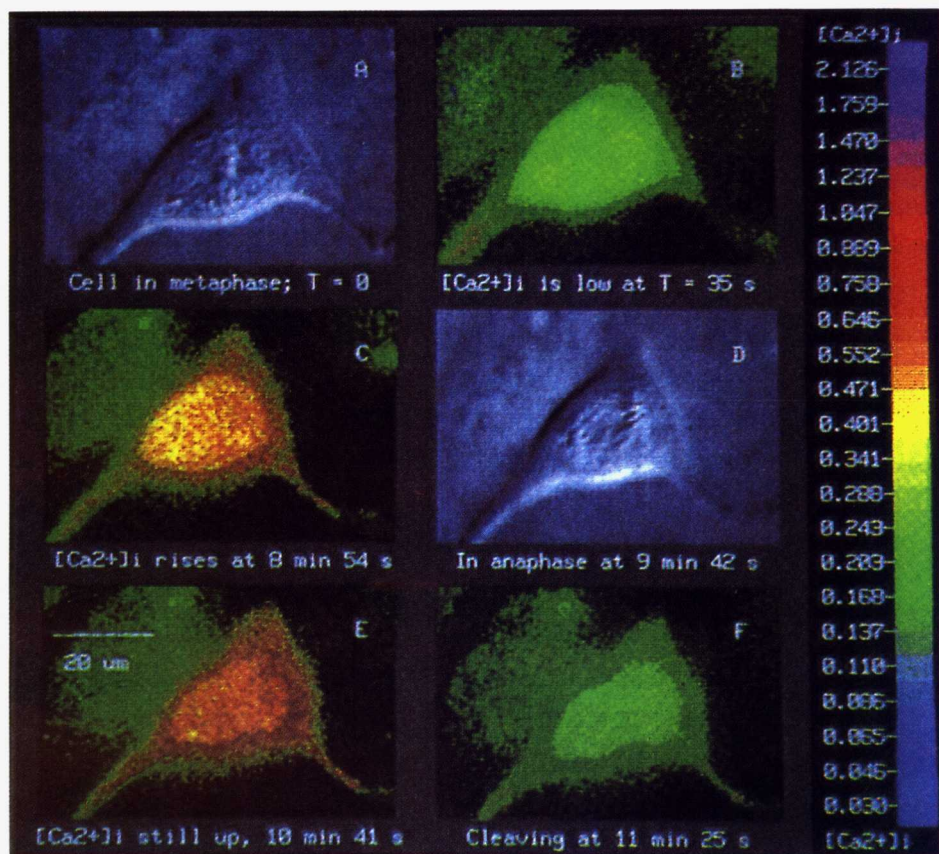 A
Cell in metaphase; T = 0
B
[Ca2+]i is low at T = 35 s
C
[Ca2+]i rises at 8 min 54 s
D
In anaphase at 9 min 42 s
E
20 um
[Ca2+]i still up, 10 min 41 s
F
Cleaving at 11 min 25 s
[Ca2+]i
2.126
1.759
1.470
1.237
1.047
0.889
0.758
0.646
0.552
0.471
0.401
0.341
0.288
0.243
0.203
0.168
0.137
0.110
0.086
0.065
0.046
0.030
[Ca2+]i